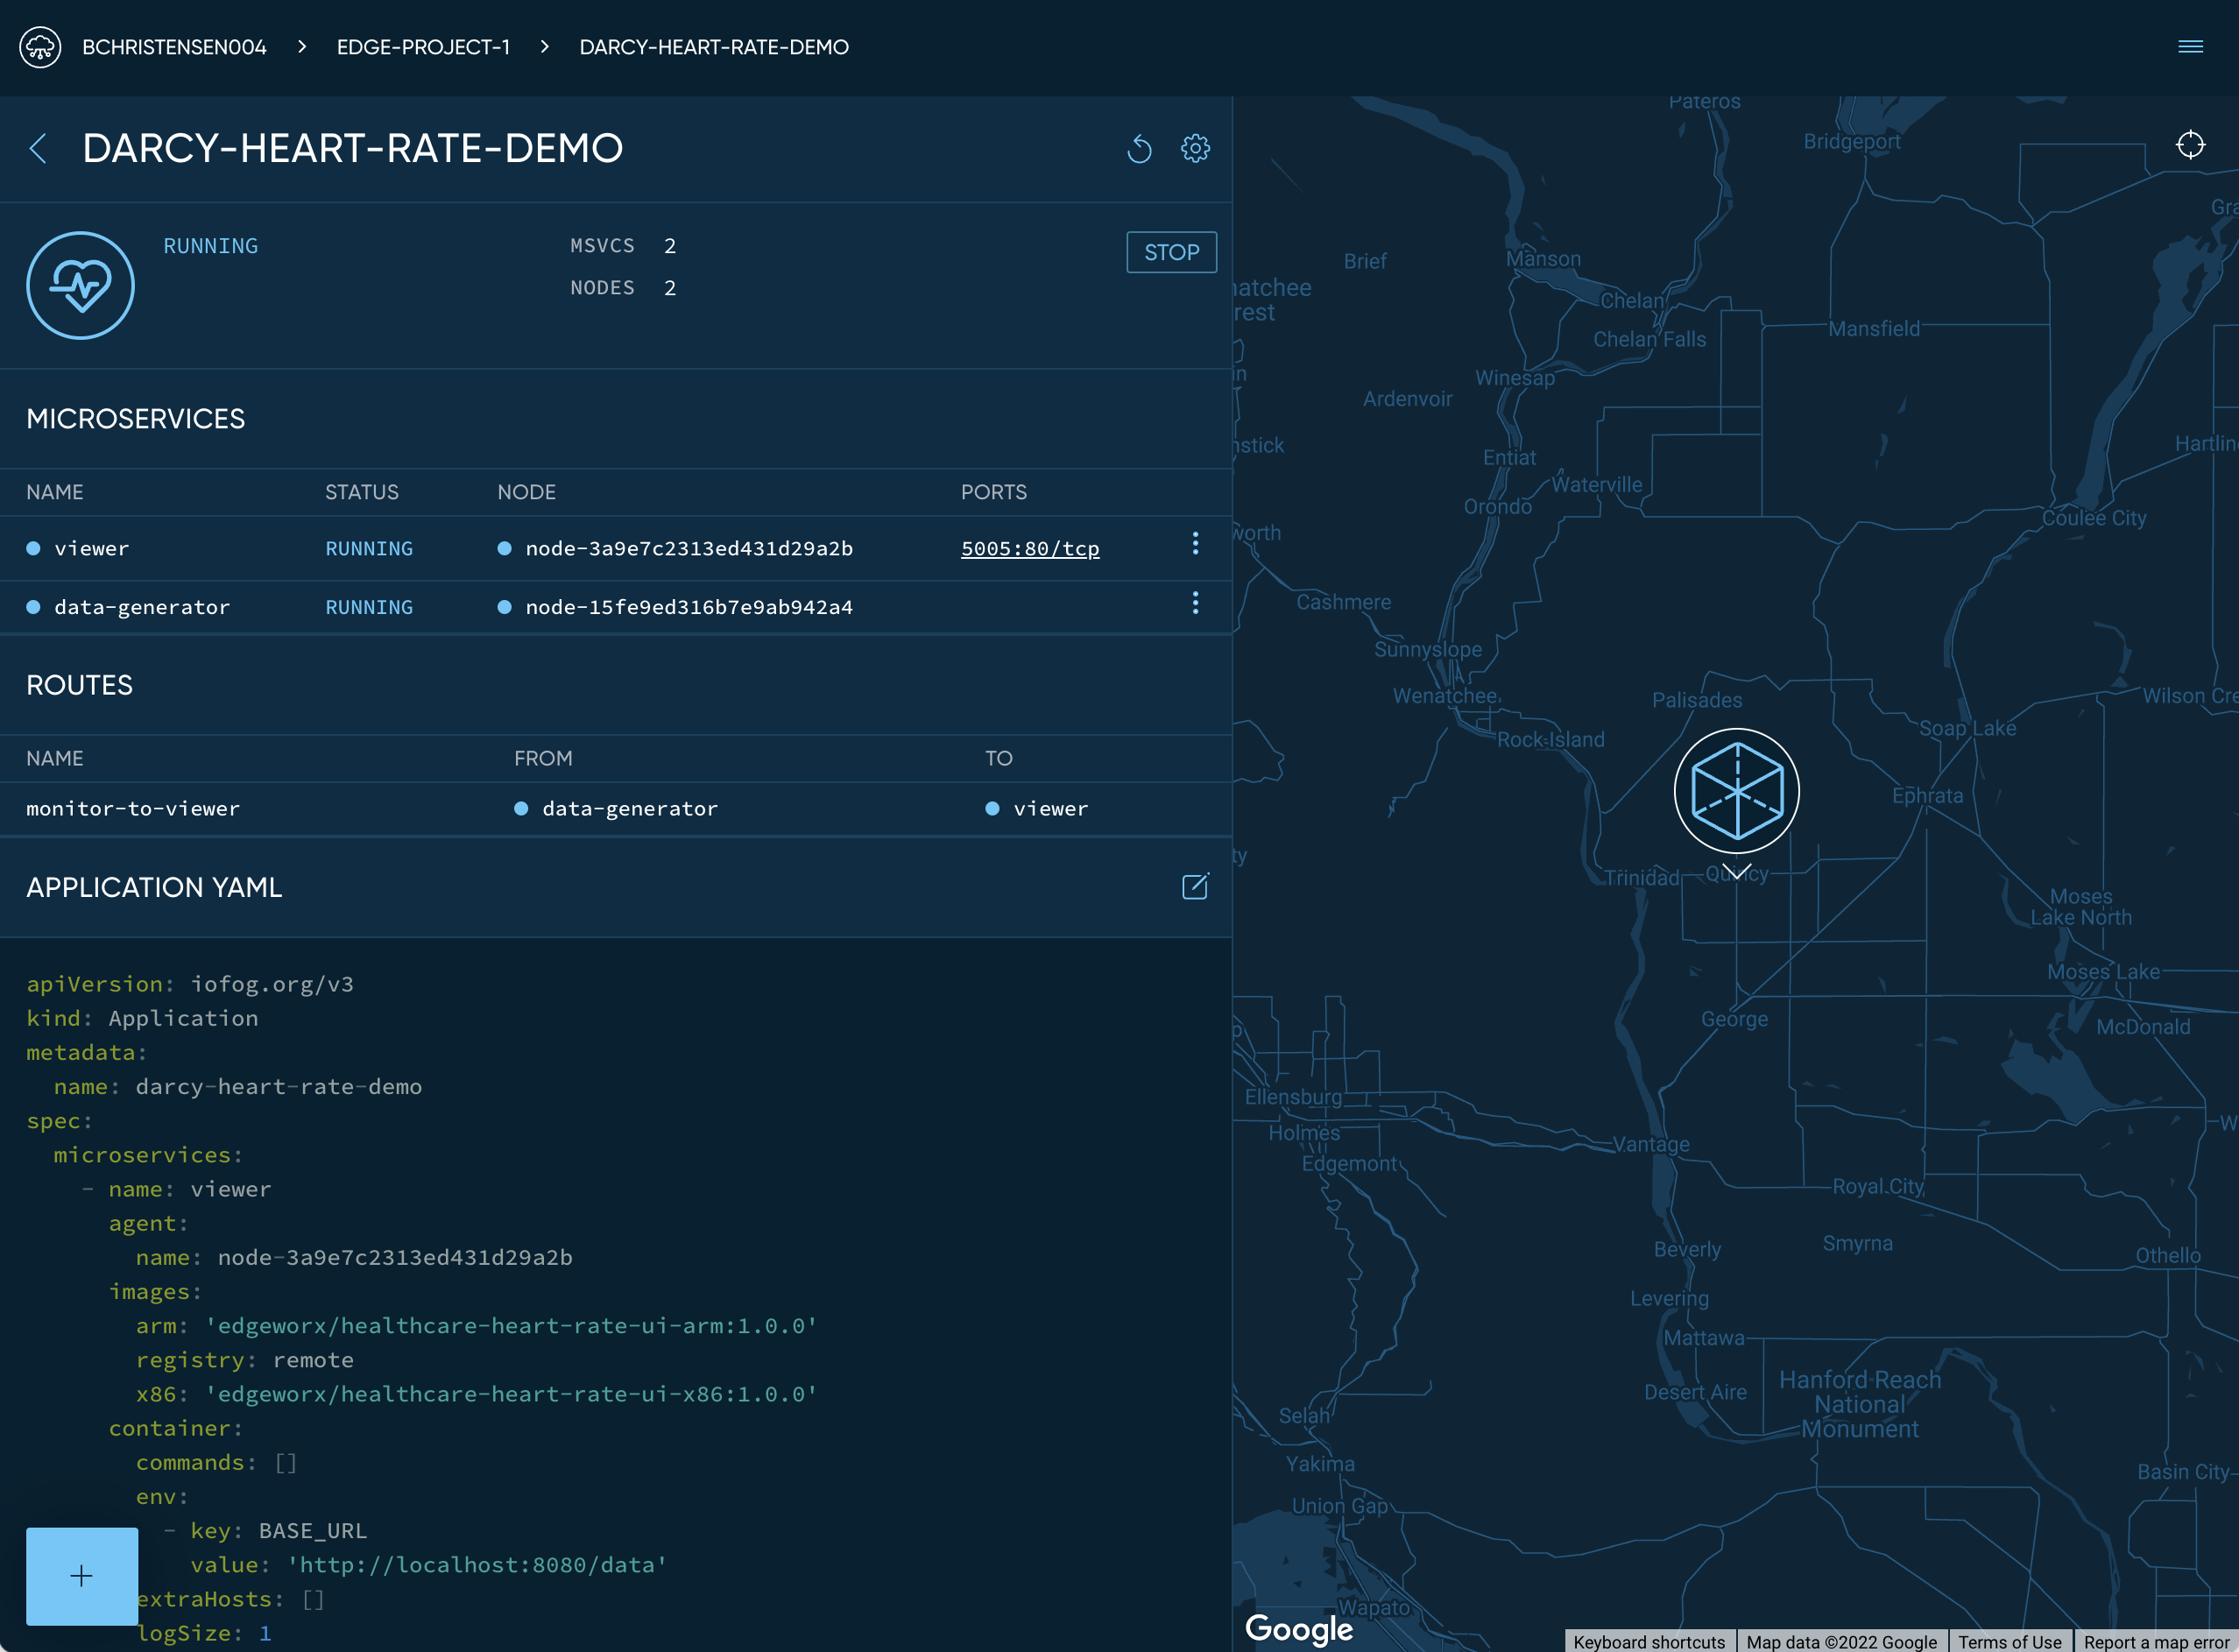 BCHRISTENSEN004 > EDGE-PROJECT-1 > DARCY-HEART-RATE-DEMO
DARCY-HEART-RATE-DEMO
RUNNING
MSVCS 2
NODES 2
STOP
MICROSERVICES
NAME STATUS NODE PORTS
viewer RUNNING node-3a9e7c2313ed431d29a2b 5005:80/tcp
data-generator RUNNING node-15fe9ed316b7e9ab942a4
ROUTES
NAME FROM TO
monitor-to-viewer data-generator viewer
APPLICATION YAML
apiVersion: iofog.org/v3
kind: Application
metadata:
name: darcy-heart-rate-demo
spec:
microservices:
- name: viewer
agent:
name: node-3a9e7c2313ed431d29a2b
images:
arm: 'edgeworx/healthcare-heart-rate-ui-arm:1.0.0'
registry: remote
x86: 'edgeworx/healthcare-heart-rate-ui-x86:1.0.0'
container:
commands: []
env:
- key: BASE_URL
value: 'http://localhost:8080/data'
extraHosts: []
logSize: 1
+
Pateros
Bridgeport
Gra
Brief
Manson
atchee
rest
Chelan
Chelan Falls
Mansfield
in
Winesap
Ardenvoir
nstick
Hartlin
Entiat
Waterville
Orondo
Coulee City
worth
Cashmere
Sunnyslope
Wenatchee
Palisades
Wilson Cre
Rock Island
Soap Lake
Ephrata
ty
Trinidad
Quincy
Moses
Lake North
Moses Lake
George
McDonald
p
Ellensburg
Holmes
Edgemont
Vantage
W
Royal City
Beverly
Smyrna
Othello
Levering
Mattawa
Desert Aire
Hanford Reach
National
Monument
Selah
Yakima
Basin City
Union Gap
Wapato
Google
Keyboard shortcuts
Map data ©2022 Google
Terms of Use
Report a map error